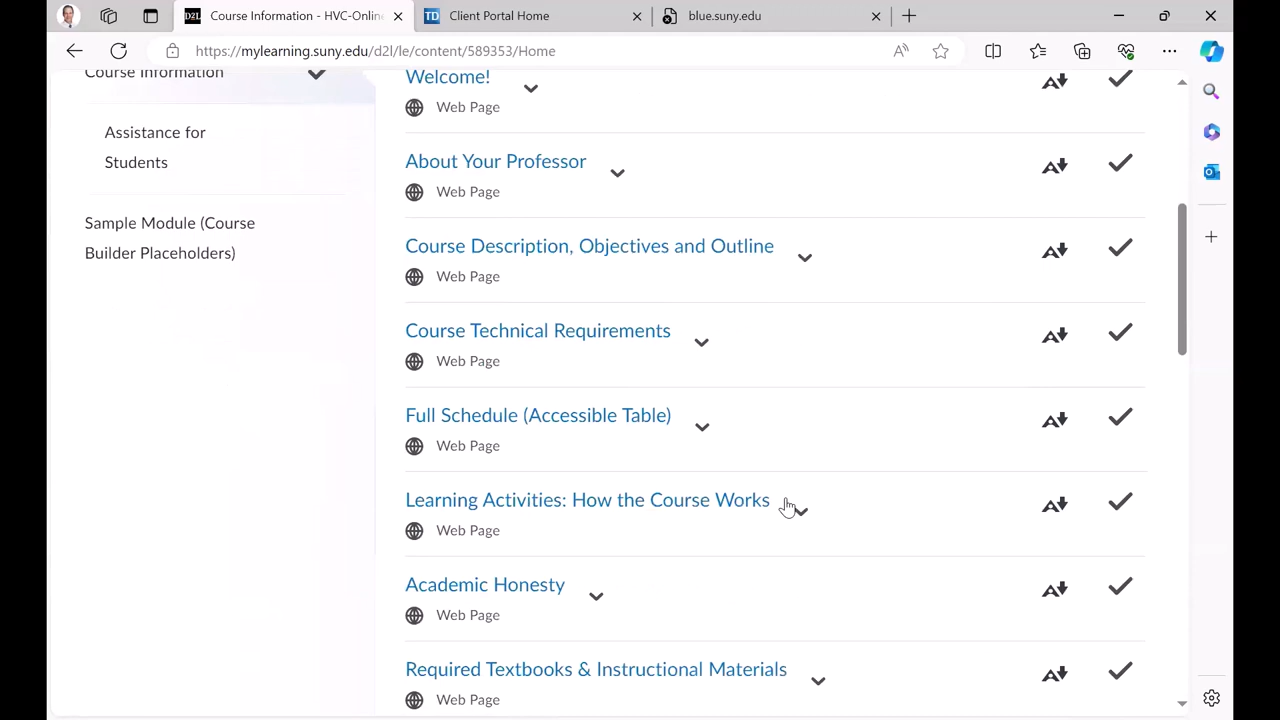 D2L Course Information - HVC-Onlin
TD Client Portal Home
blue.suny.edu
https://mylearning.suny.edu/d2l/le/content/589353/Home
Course Information
Assistance for
Students
Sample Module (Course
Builder Placeholders)
Welcome!
Web Page
About Your Professor
Web Page
Course Description, Objectives and Outline
Web Page
Course Technical Requirements
Web Page
Full Schedule (Accessible Table)
Web Page
Learning Activities: How the Course Works
Web Page
Academic Honesty
Web Page
Required Textbooks & Instructional Materials
Web Page